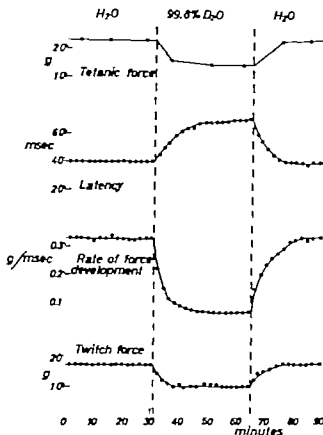 H₂O 99.8% D₂O H₂O
20
g
10
Tetanic force
60
msec
40
Latency
20
0.3
g/msec
0.2
Rate of force
development
0.1
Twitch force
20
g
10
0 10 20 30 40 50 60 70 80 90
minutes